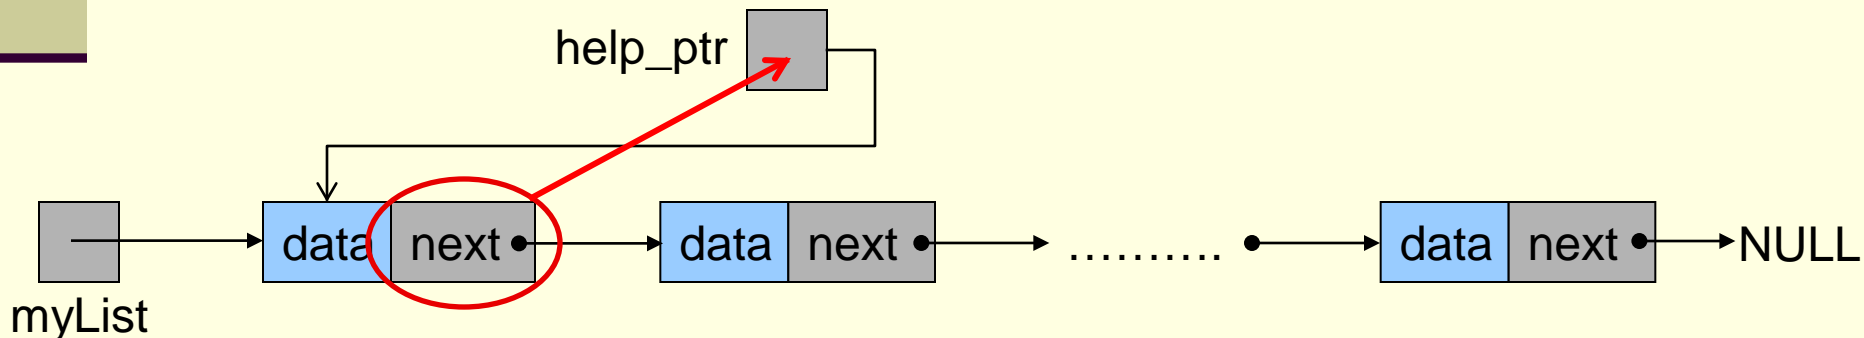 help_ptr
data next data next .......... data next NULL
myList